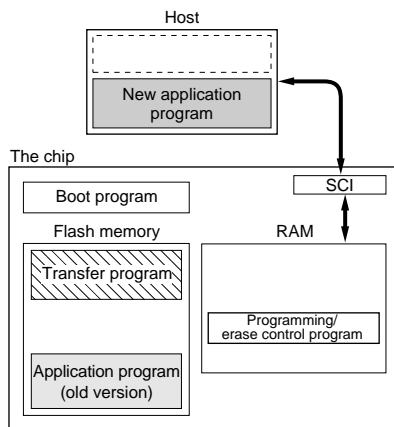 Host
New application
program
The chip
SCI
Boot program
Flash memory
RAM
Transfer program
Programming/
erase control program
Application program
(old version)